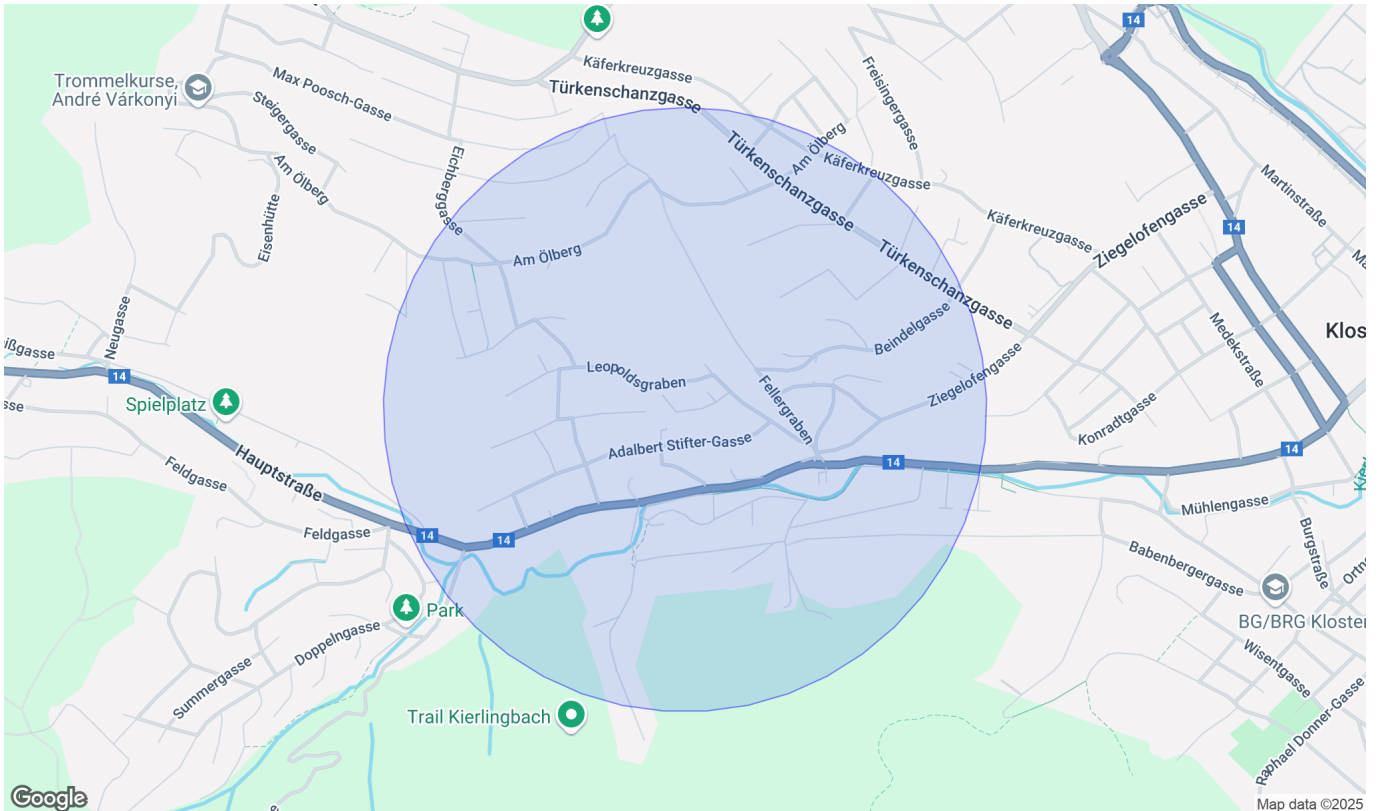 14
Trommelkurse,
André Várkonyi
Käferkreuzgasse
Türkenschanzgasse
Max Poosch-Gasse
Steigergasse
Freisingergasse
Am Ölberg
Türkenschanzgasse
Käferkreuzgasse
Eichberggasse
Am Ölberg
Martinstraße
Eisenhütte
Käferkreuzgasse
Ziegelofengasse
14
Am Ölberg
Türkenschanzgasse
Neugasse
Beindelgasse
Medekstraße
Klos
14
Leopoldsgraben
Fellergraben
Ziegelofengasse
Spielplatz
Konradtgasse
Adalbert Stifter-Gasse
Hauptstraße
14
14
Feldgasse
Mühlengasse
Feldgasse
14
14
Burgstraße
Babenbergergasse
Park
BG/BRG Kloster
Doppelngasse
Wisentgasse
Summergasse
Trail Kierlingbach
Raphael Donner-Gasse
Google
Map data ©2025